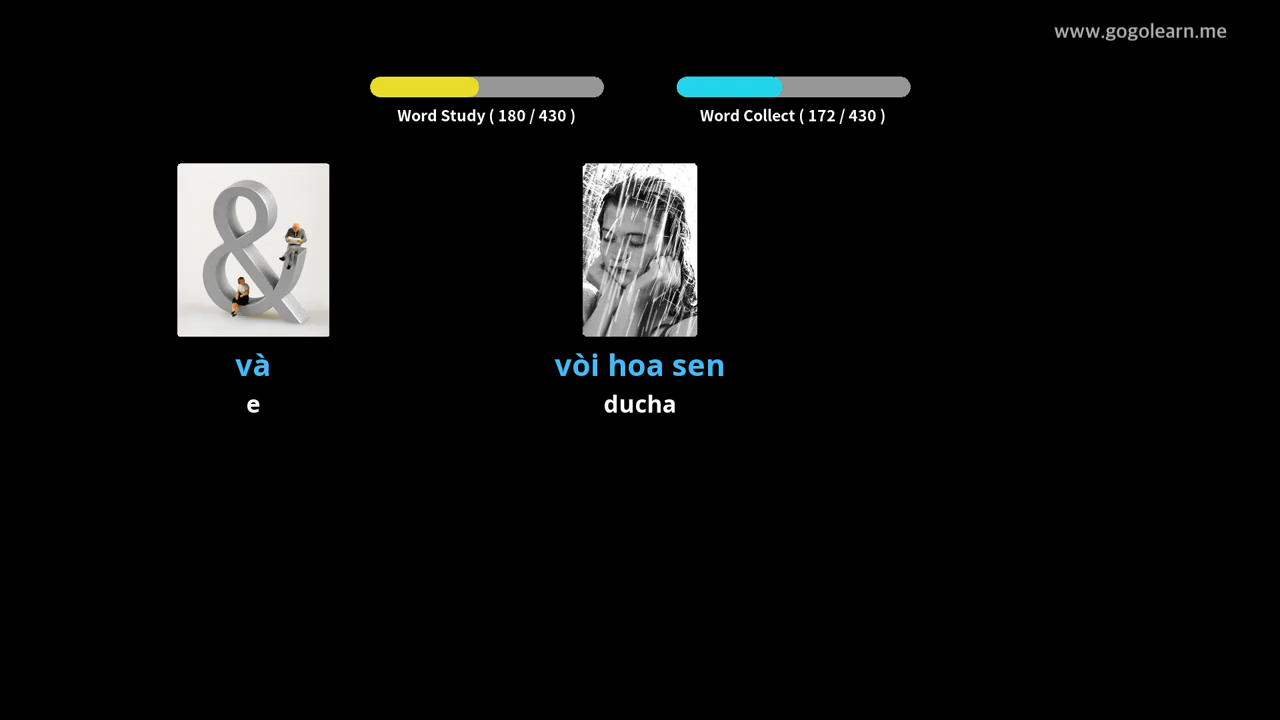 www.gogolearn.me
Word Study ( 180 / 430 )
Word Collect ( 172 / 430 )
&
và
e
vòi hoa sen
ducha